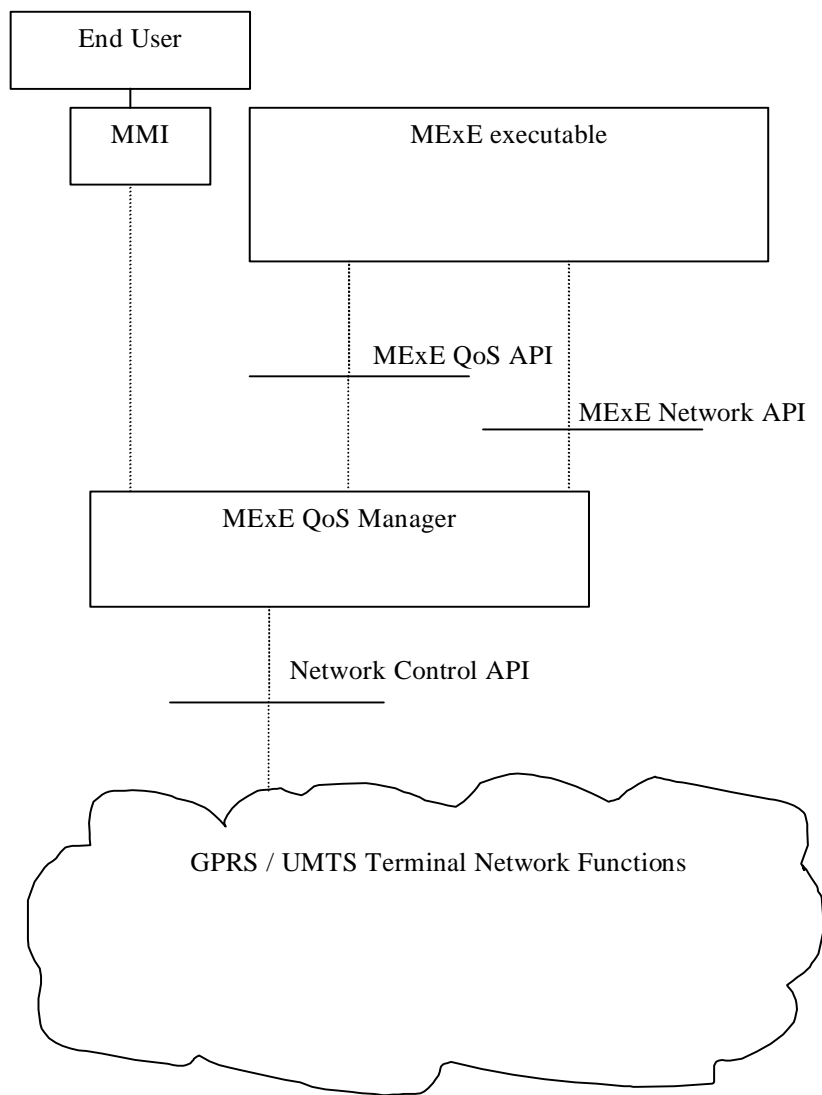 End User
MMI
MExE executable
MExE QoS API
MExE Network API
MExE QoS Manager
Network Control API
GPRS / UMTS Terminal Network Functions